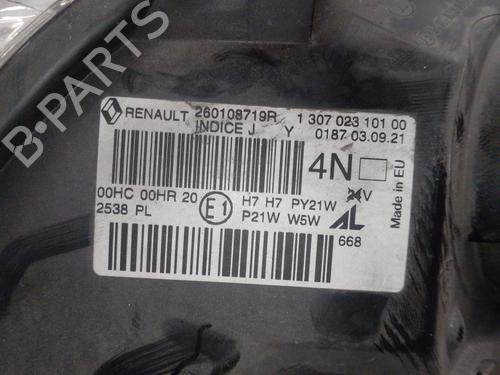 RENAULT 260108719R 1 307 023 101 00
INDICE J Y 0187 03.09.21
4N
Made in EU
00HC 00HR 20 E1 H7 H7 PY21W 24V
2538 PL P21W W5W AL
668
B-PARTS